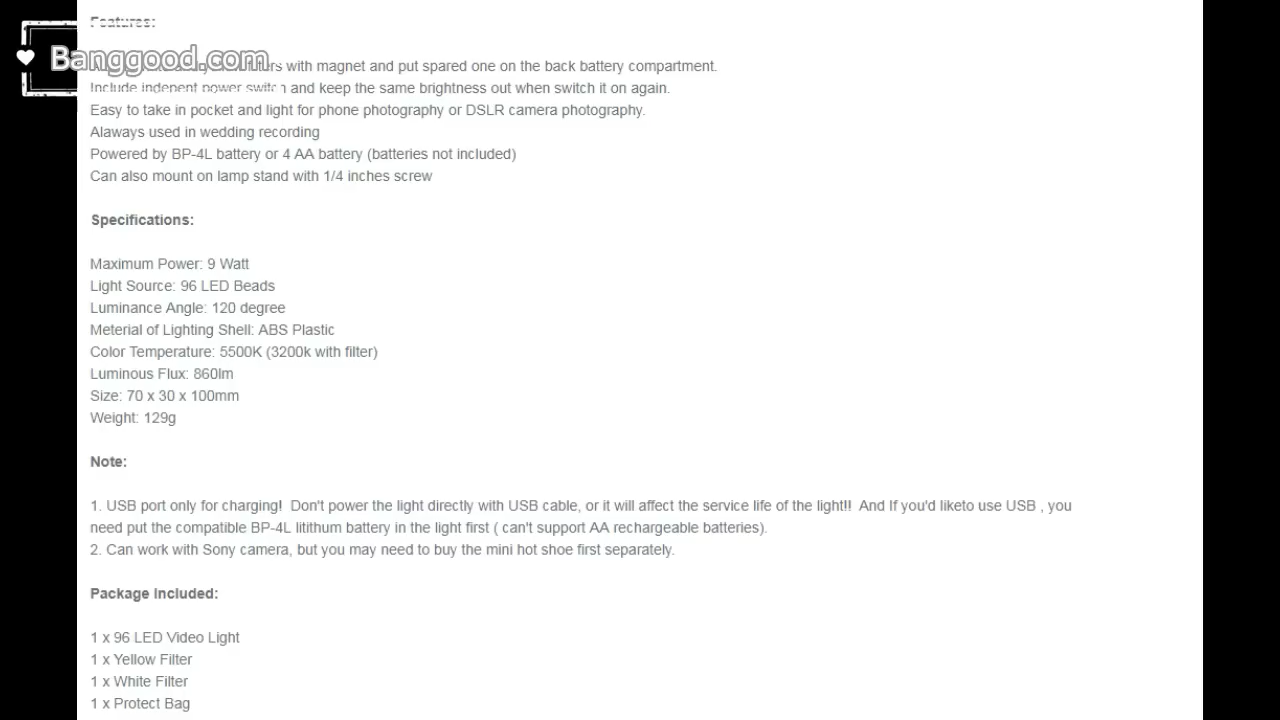 Features:
Banggood.com
with magnet and put spared one on the back battery compartment.
Include indepent power switch and keep the same brightness out when switch it on again.
Easy to take in pocket and light for phone photography or DSLR camera photography.
Alaways used in wedding recording
Powered by BP-4L battery or 4 AA battery (batteries not included)
Can also mount on lamp stand with 1/4 inches screw
Specifications:
Maximum Power: 9 Watt
Light Source: 96 LED Beads
Luminance Angle: 120 degree
Meterial of Lighting Shell: ABS Plastic
Color Temperature: 5500K (3200k with filter)
Luminous Flux: 860lm
Size: 70 x 30 x 100mm
Weight: 129g
Note:
1. USB port only for charging!  Don't power the light directly with USB cable, or it will affect the service life of the light!!  And If you'd liketo use USB , you
need put the compatible BP-4L litithum battery in the light first ( can't support AA rechargeable batteries).
2. Can work with Sony camera, but you may need to buy the mini hot shoe first separately.
Package included:
1 x 96 LED Video Light
1 x Yellow Filter
1 x White Filter
1 x Protect Bag